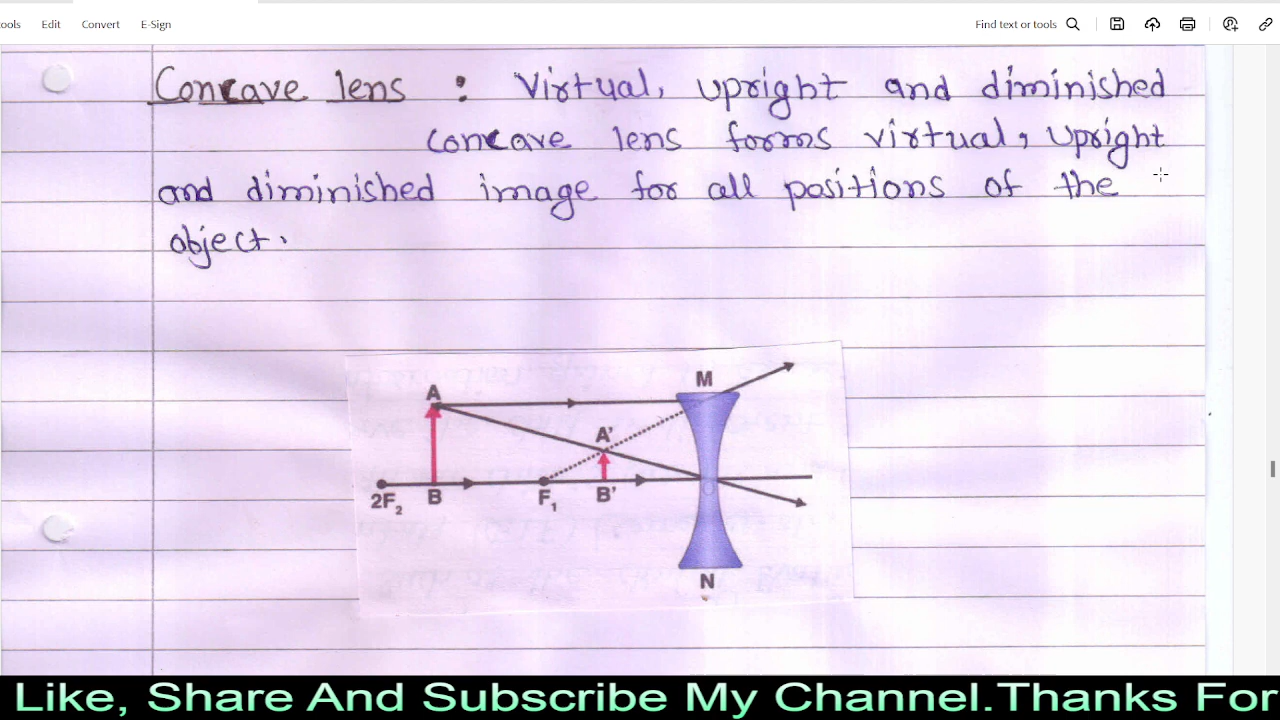 ools Edit Convert E-Sign Find text or tools
Concave lens : Virtual, upright and diminished
concave lens forms virtual, upright
and diminished image for all positions of the
object.
M
A
A'
2F₂ B F₁ B'
O
N
Like, Share And Subscribe My Channel.Thanks For